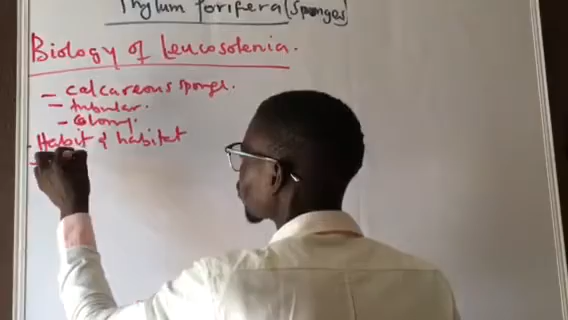 Phylum Porifera (Sponges)
Biology of Leucosolenia.
- Calcareous sponge.
- tubular.
- Colony.
- Habit & habitat